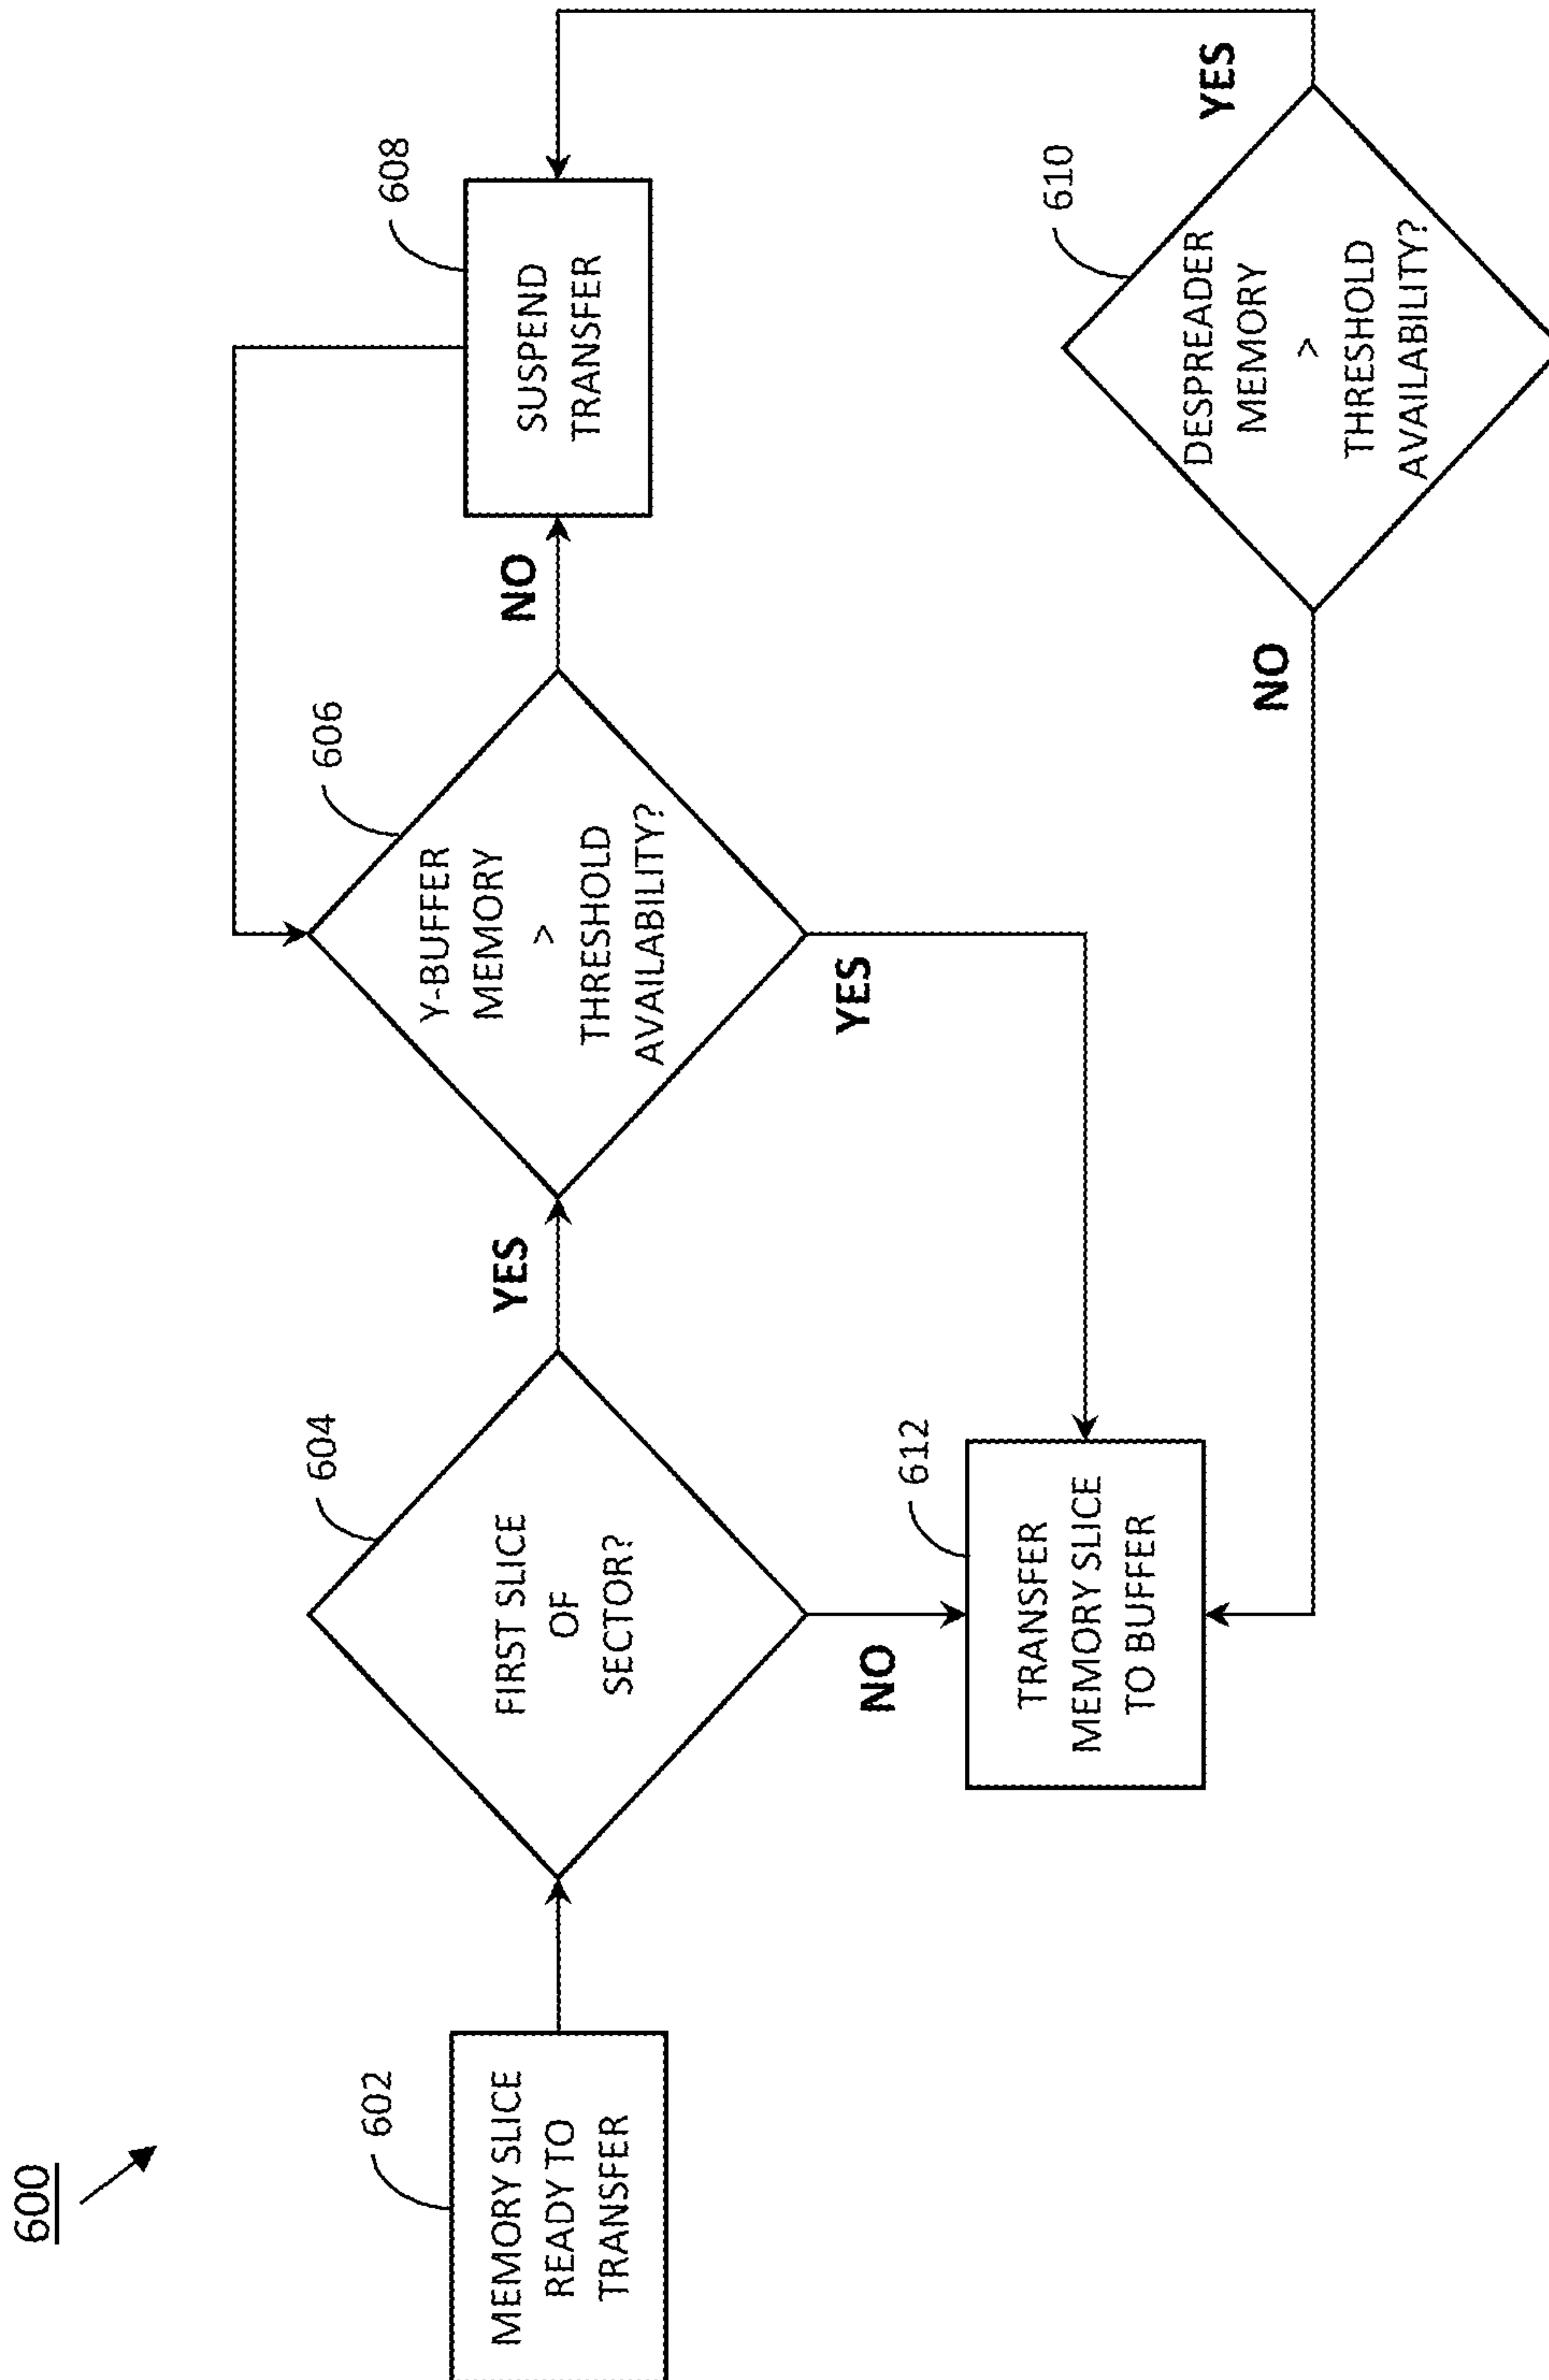 600
602
MEMORY SLICE
READY TO
TRANSFER
604
FIRST SLICE
OF
SECTOR?
YES
NO
606
Y-BUFFER
MEMORY
>
THRESHOLD
AVAILABILITY?
NO
YES
608
SUSPEND
TRANSFER
612
TRANSFER
MEMORY SLICE
TO BUFFER
610
DESPREADER
MEMORY
>
THRESHOLD
AVAILABILITY?
NO
YES